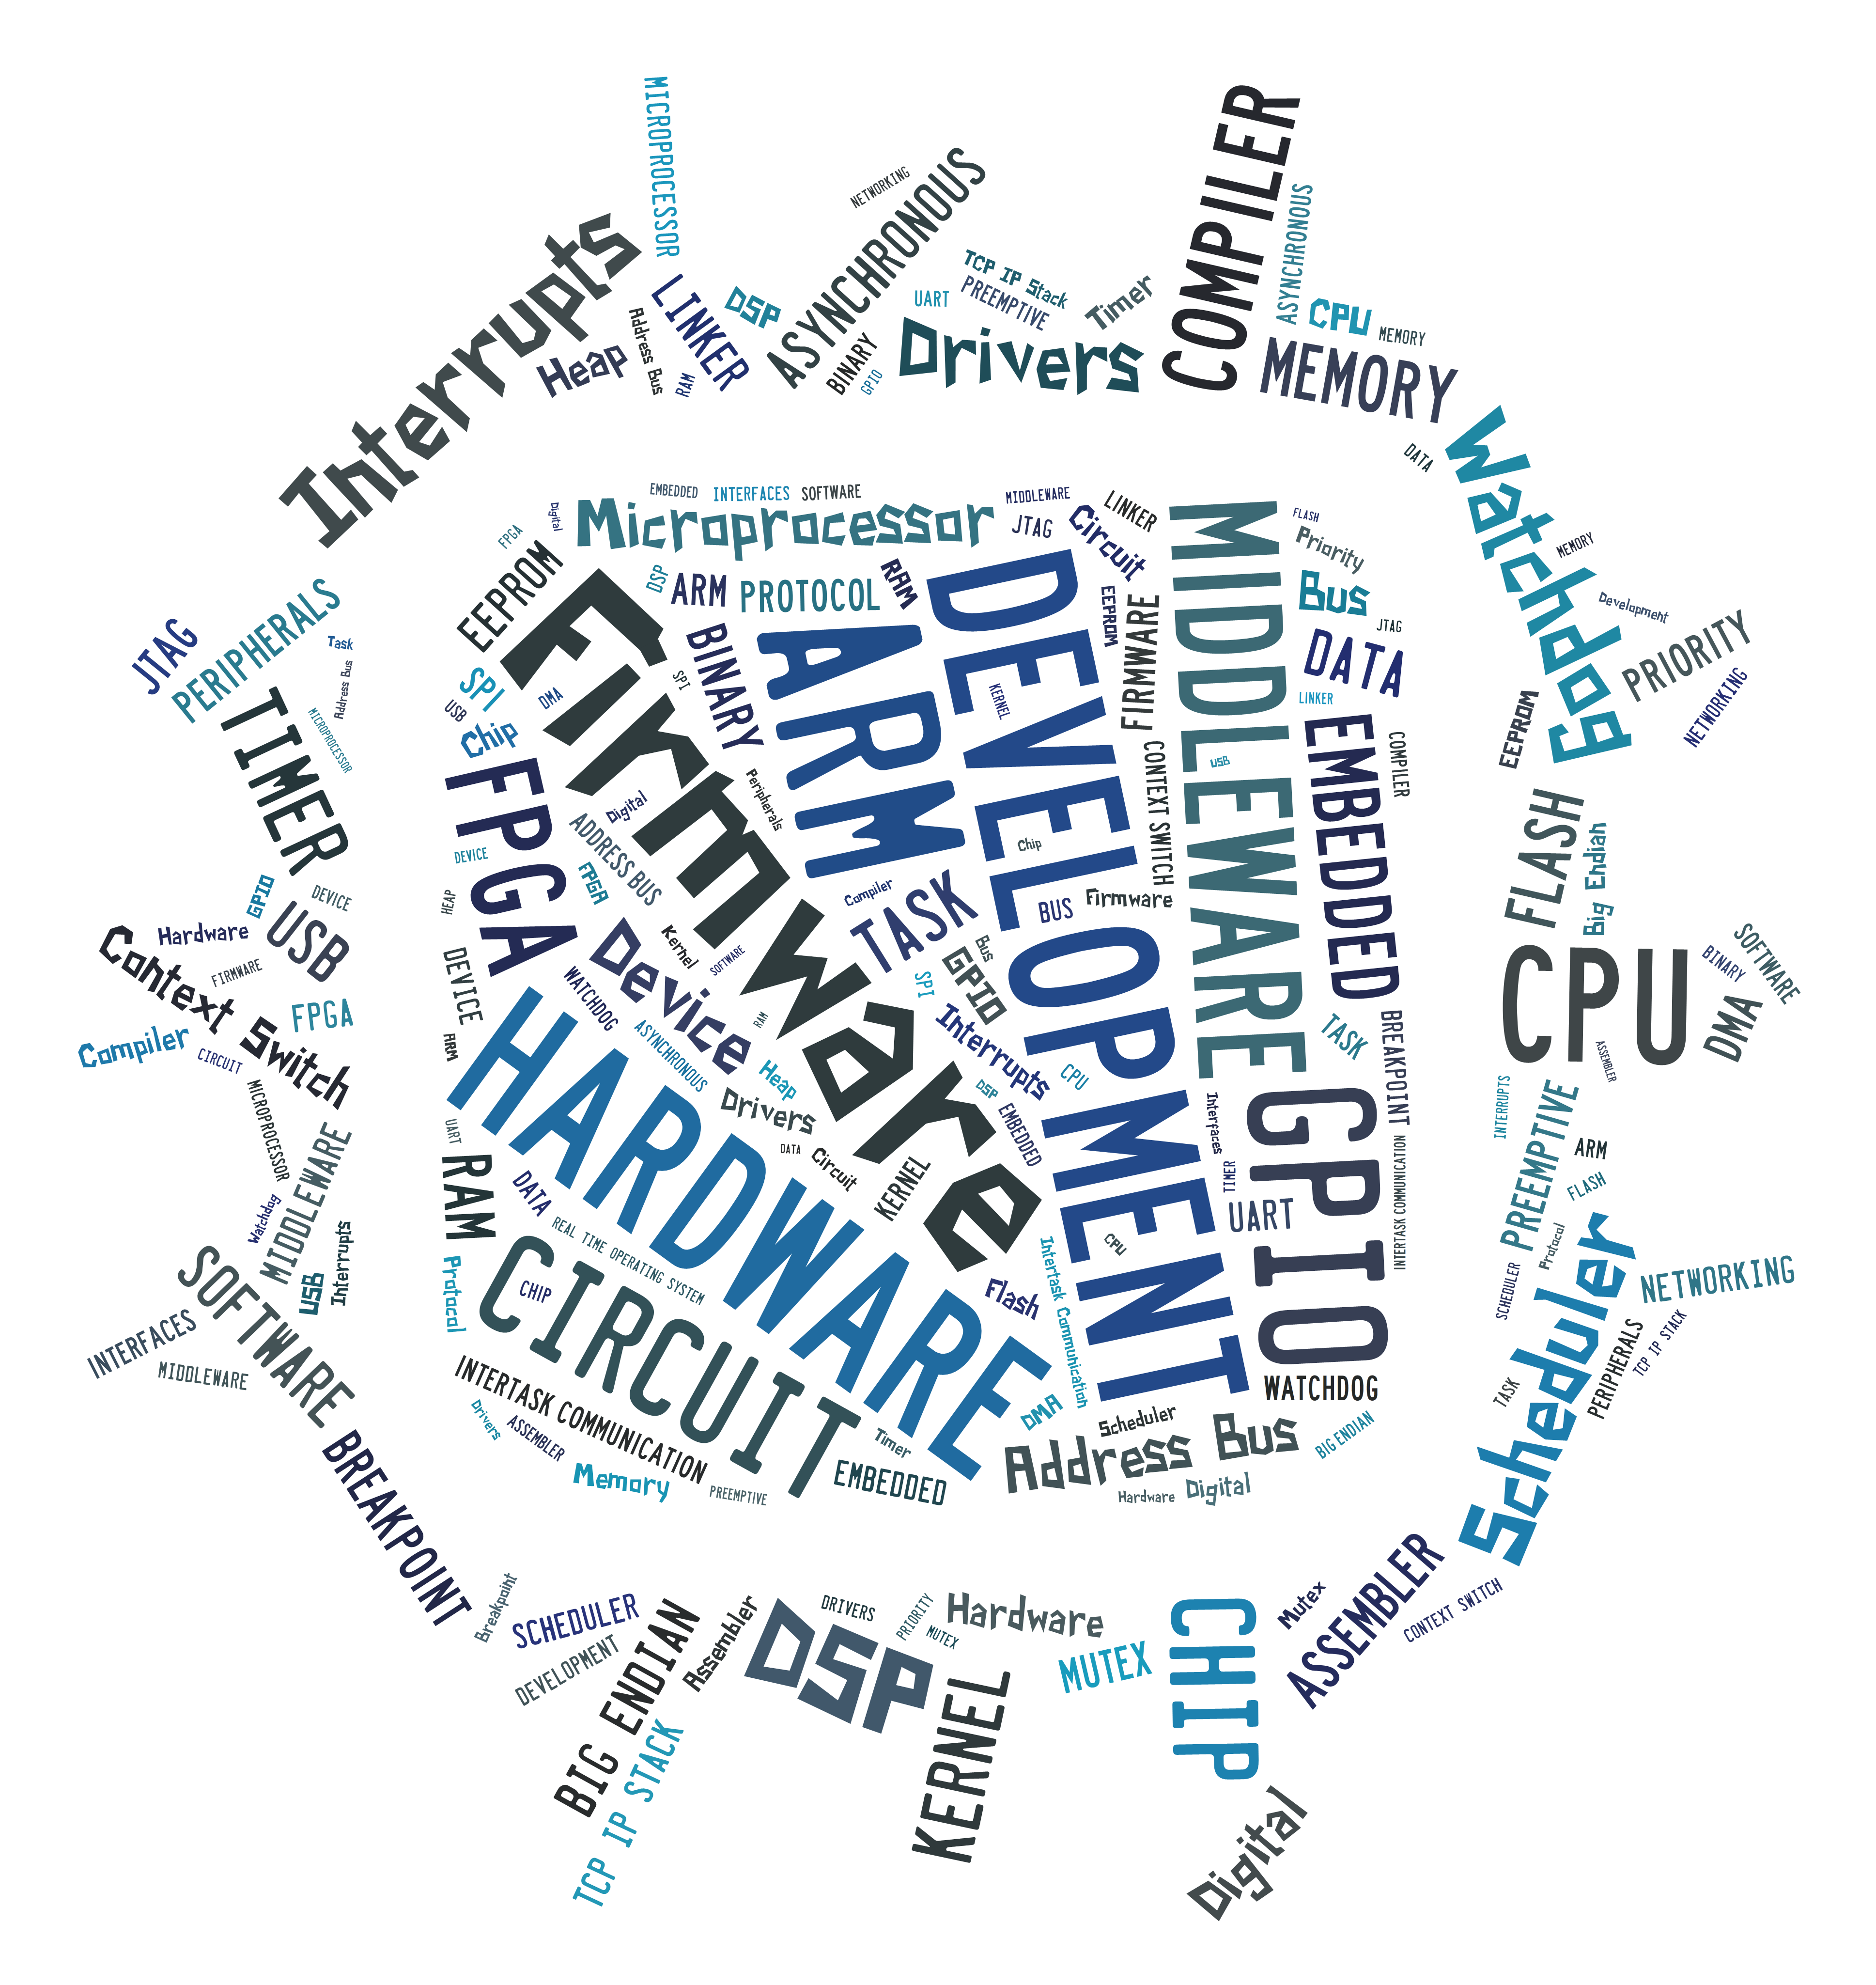 MICROPROCESSOR
COMPILER
NETWORKING
ASYNCHRONOUS
ASYNCHRONOUS
Interrupts
TCP IP Stack
PREEMPTIVE
Timer
UART
LINKER
DSP
CPU
MEMORY
Heap
Address Bus
RAM
BINARY
GPIO
Drivers
MEMORY
Watchdog
DATA
EMBEDDED
INTERFACES
SOFTWARE
MIDDLEWARE
LINKER
Digital
FPGA
Microprocessor
JTAG
Circuit
MIDDLEWARE
FLASH
Priority
MEMORY
EEPROM
Firmware
DSP
ARM
PROTOCOL
RAM
DEVELOPMENT
EEPROM
FIRMWARE
Bus
JTAG
Development
PRIORITY
NETWORKING
JTAG
PERIPHERALS
Task
Address Bus
MICROPROCESSOR
TIMER
SPI
USB
DMA
Chip
SPI
BINARY
ARM
KERNEL
DATA
LINKER
EEPROM
FPGA
Digital
Peripherals
CONTEXT SWITCH
USB
EMBEDDED
COMPILER
FLASH
Big Endian
DEVICE
ADDRESS BUS
FPGA
Compiler
TASK
Chip
BUS
Firmware
GPIO
DEVICE
USB
HEAP
Hardware
Context Switch
FIRMWARE
FPGA
Compiler
CIRCUIT
DEVICE
WATCHDOG
Device
Kernel
SOFTWARE
RAM
SPI
Bus
GPIO
Interrupts
CPU
TASK
BREAKPOINT
CPU
BINARY
SOFTWARE
DMA
ASSEMBLER
ARM
HARDWARE
ASYNCHRONOUS
Heap
Drivers
DSP
EMBEDDED
Interfaces
TIMER
GPIO
INTERTASK COMMUNICATION
INTERRUPTS
PREEMPTIVE
ARM
FLASH
MICROPROCESSOR
MIDDLEWARE
Watchdog
Interrupts
USB
UART
RAM
DATA
DATA
Circuit
KERNEL
UART
CPU
Protocol
SCHEDULER
Scheduler
NETWORKING
PERIPHERALS
TCP IP STACK
TASK
SOFTWARE
INTERFACES
MIDDLEWARE
Protocol
REAL TIME OPERATING SYSTEM
CHIP
CIRCUIT
Flash
Intertask Communication
WATCHDOG
BIG ENDIAN
INTERTASK COMMUNICATION
Drivers
ASSEMBLER
Memory
PREEMPTIVE
Timer
EMBEDDED
DMA
Scheduler
Address Bus
Hardware
Digital
BREAKPOINT
Breakpoint
SCHEDULER
DEVELOPMENT
BIG ENDIAN
Assembler
TCP IP STACK
DSP
DRIVERS
PRIORITY
MUTEX
Hardware
KERNEL
MUTEX
CHIP
Mutex
ASSEMBLER
CONTEXT SWITCH
Digital